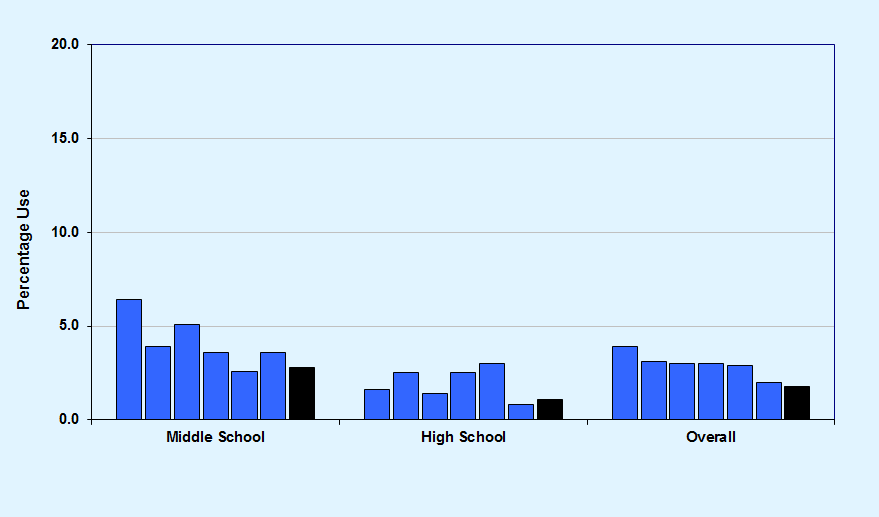 20.0
15.0
10.0
5.0
0.0
Percentage Use
Middle School
High School
Overall